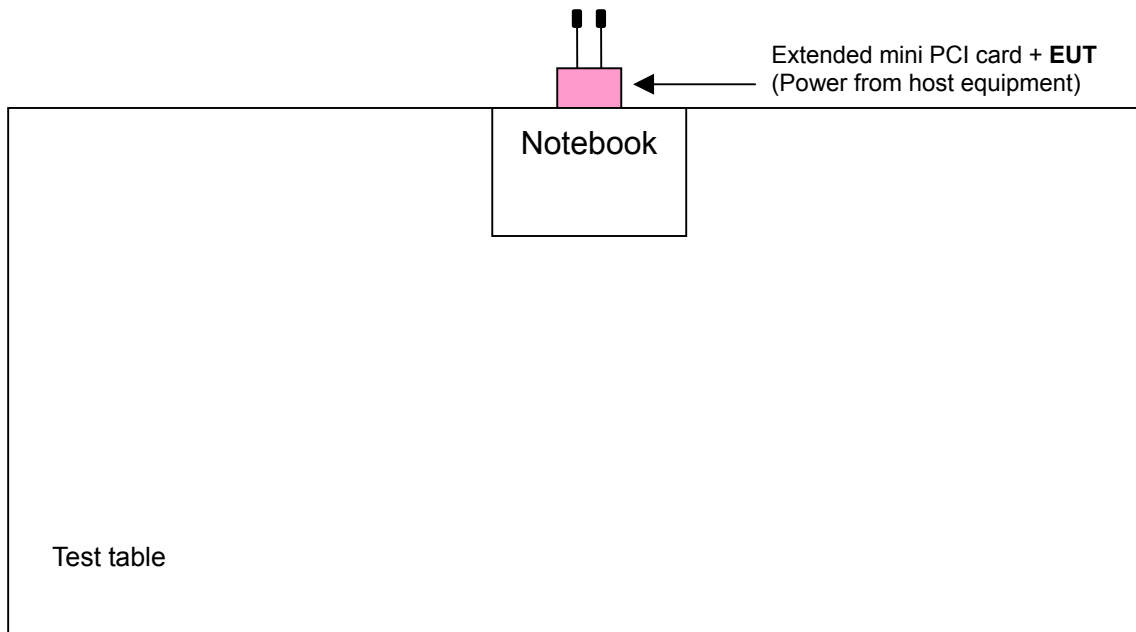 Extended mini PCI card + EUT
(Power from host equipment)
Notebook
Test table